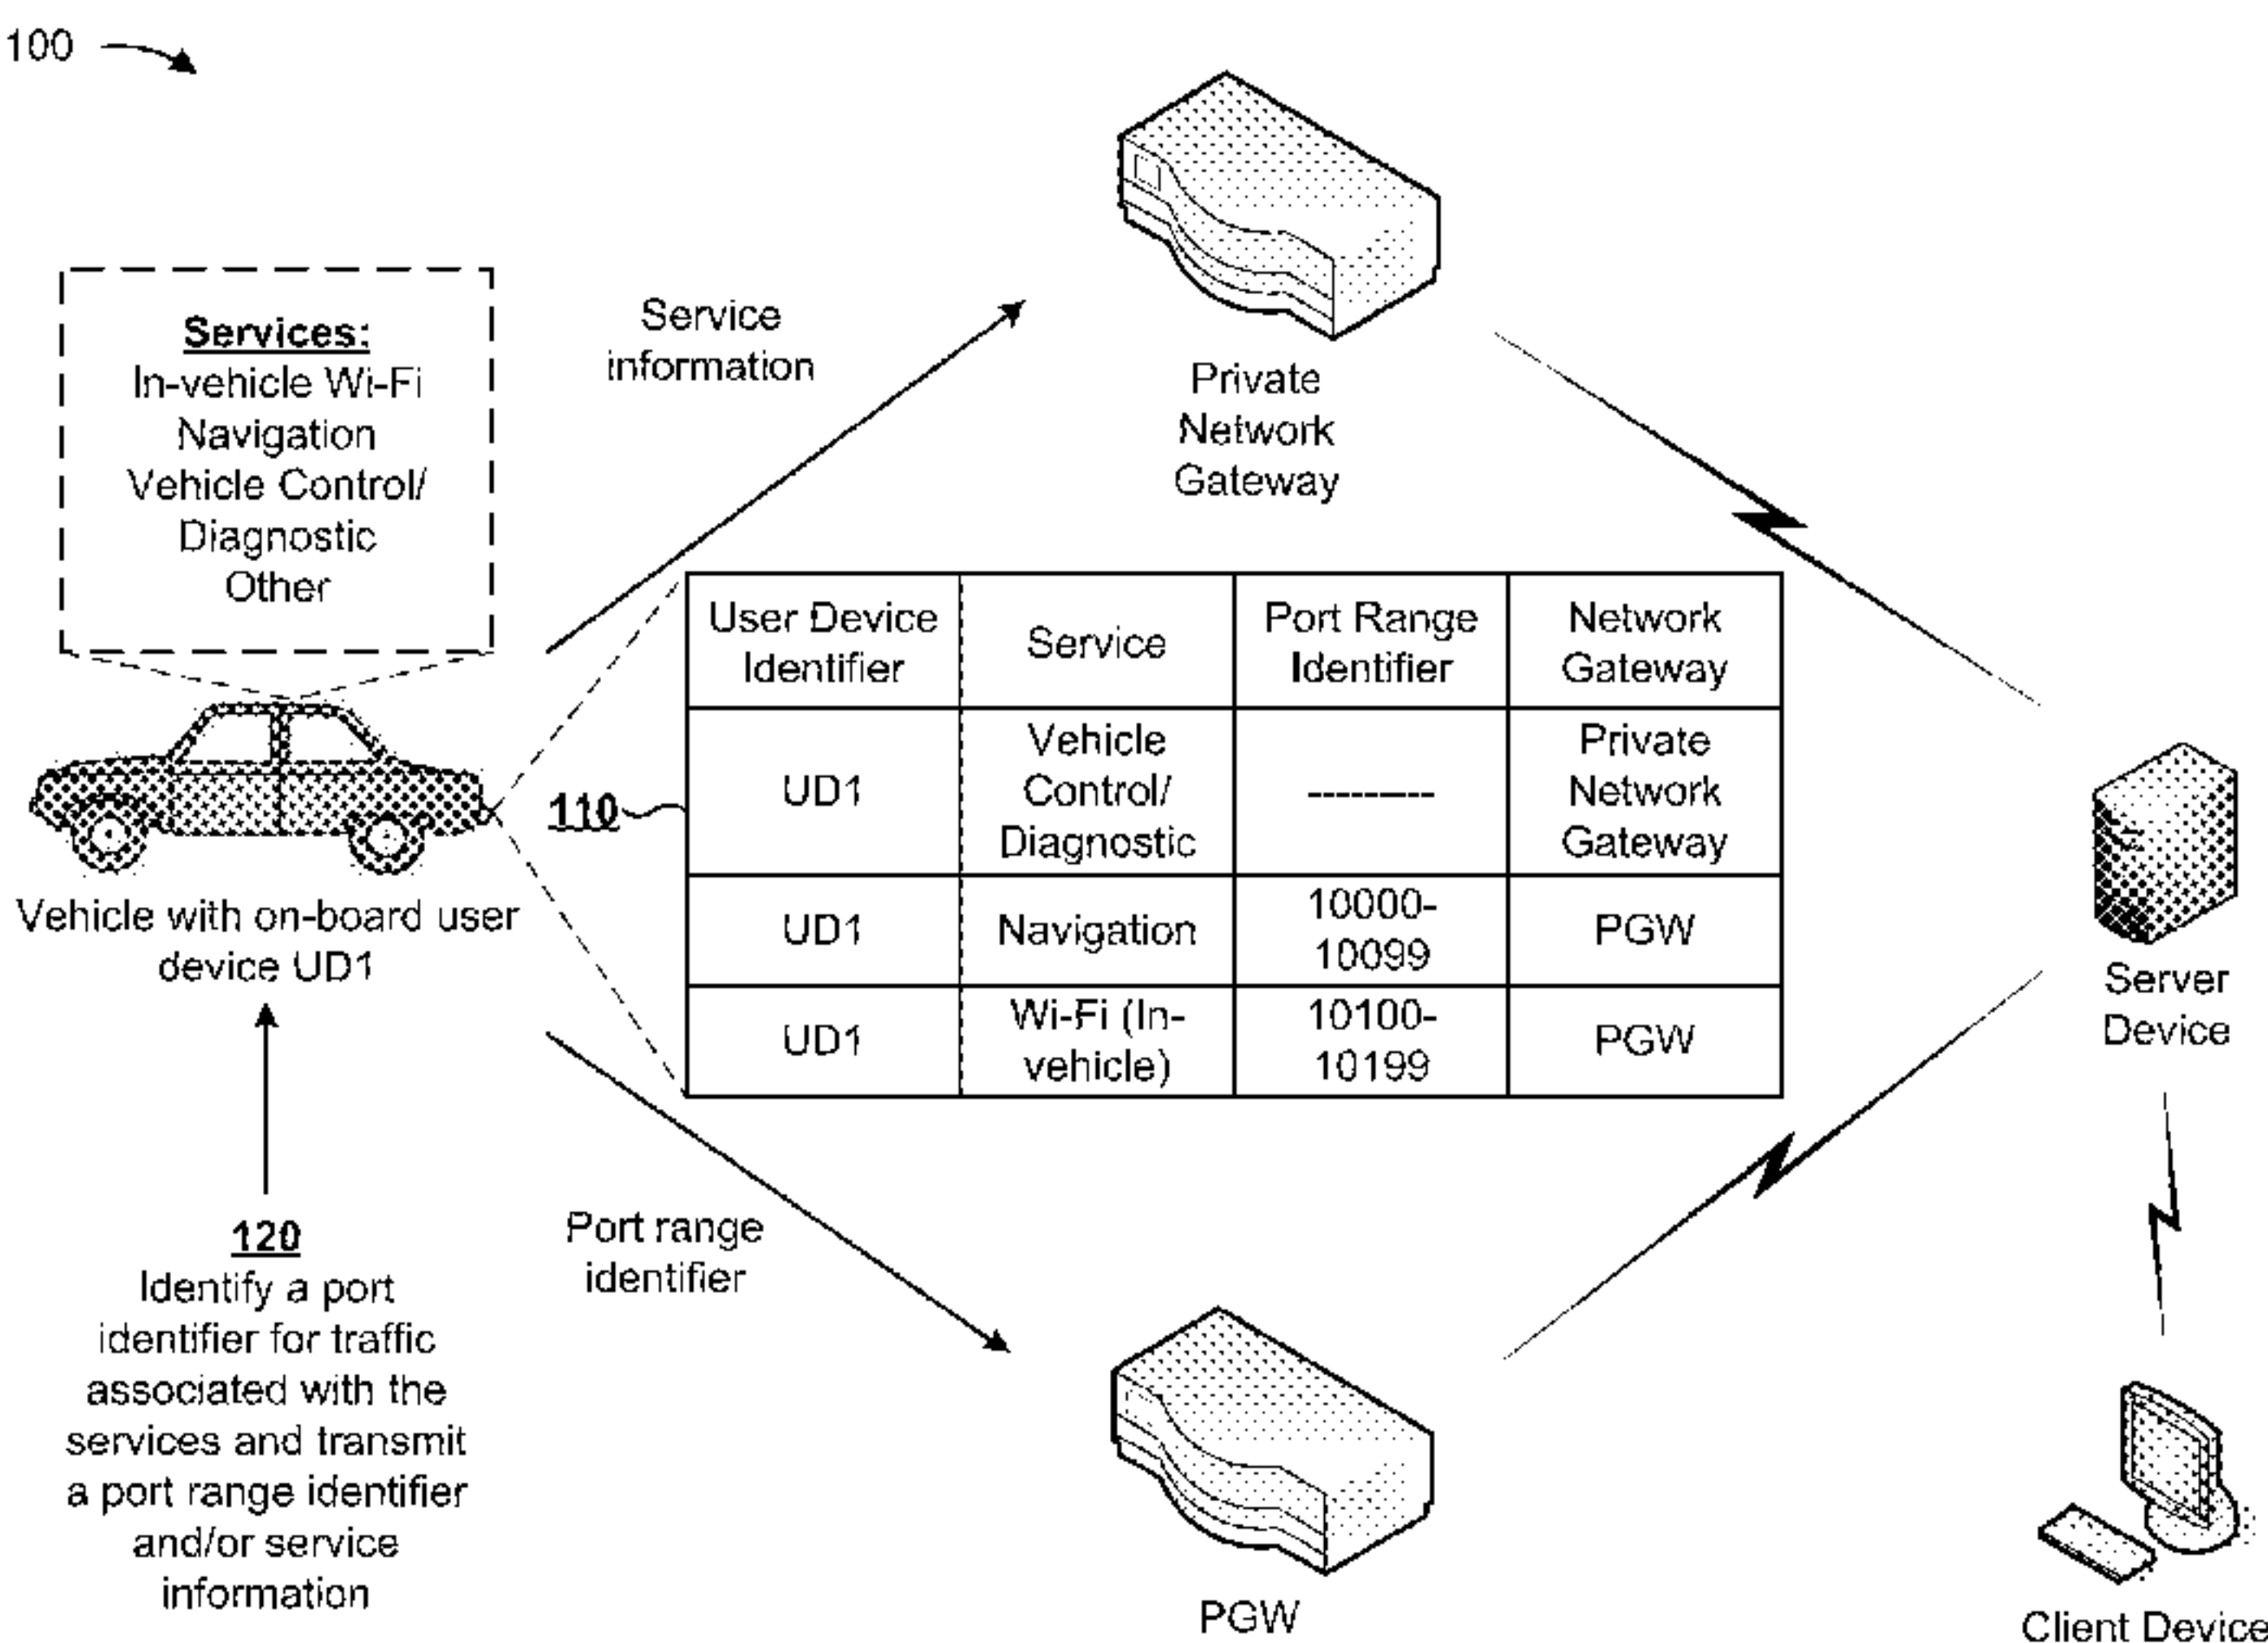 100
Services:
In-vehicle Wi-Fi
Navigation
Vehicle Control/
Diagnostic
Other
Service
information
Private
Network
Gateway
User Device
Identifier
Service
Port Range
Identifier
Network
Gateway
UD1
Vehicle
Control/
Diagnostic
---------
Private
Network
Gateway
UD1
Navigation
10000-
10099
PGW
UD1
Wi-Fi (In-
vehicle)
10100-
10199
PGW
110
Vehicle with on-board user
device UD1
120
Identify a port
identifier for traffic
associated with the
services and transmit
a port range identifier
and/or service
information
Port range
identifier
PGW
Server
Device
Client Device